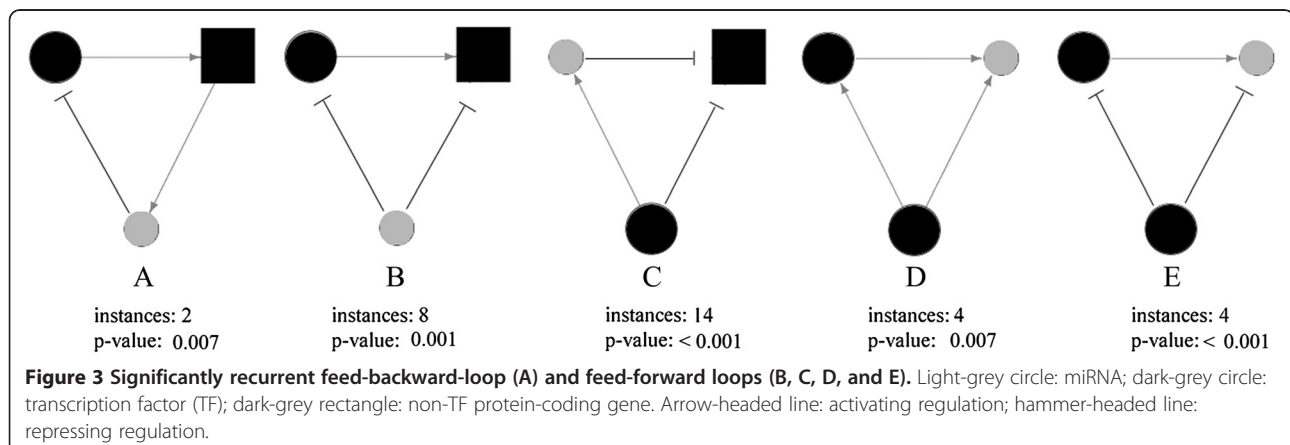 A B C D E
instances: 2 instances: 8 instances: 14 instances: 4 instances: 4
p-value: 0.007 p-value: 0.001 p-value: < 0.001 p-value: 0.007 p-value: < 0.001
Figure 3 Significantly recurrent feed-backward-loop (A) and feed-forward loops (B, C, D, and E). Light-grey circle: miRNA; dark-grey circle:
transcription factor (TF); dark-grey rectangle: non-TF protein-coding gene. Arrow-headed line: activating regulation; hammer-headed line:
repressing regulation.